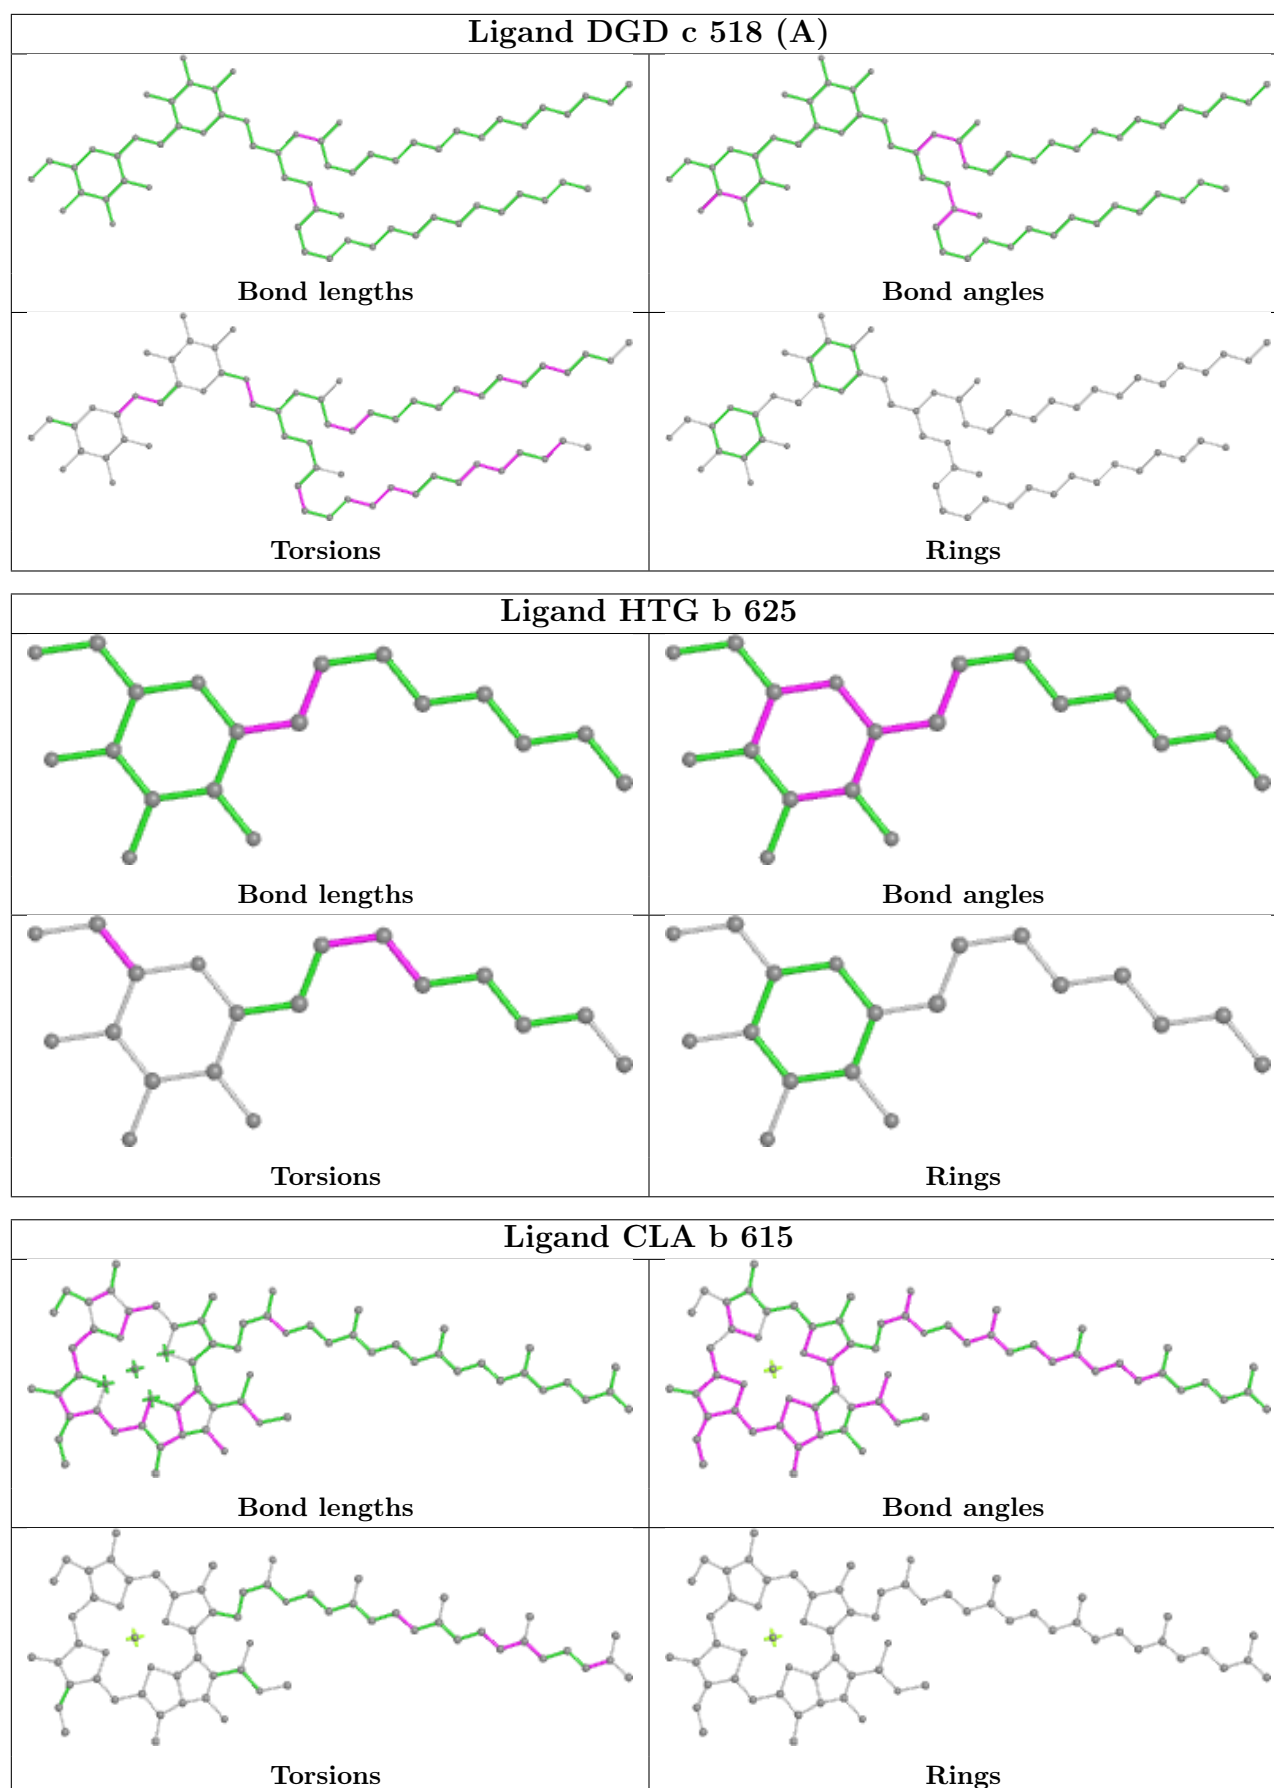 Ligand DGD c 518 (A)
Bond lengths
Bond angles
Torsions
Rings
Ligand HTG b 625
Bond lengths
Bond angles
Torsions
Rings
Ligand CLA b 615
Bond lengths
Bond angles
Torsions
Rings